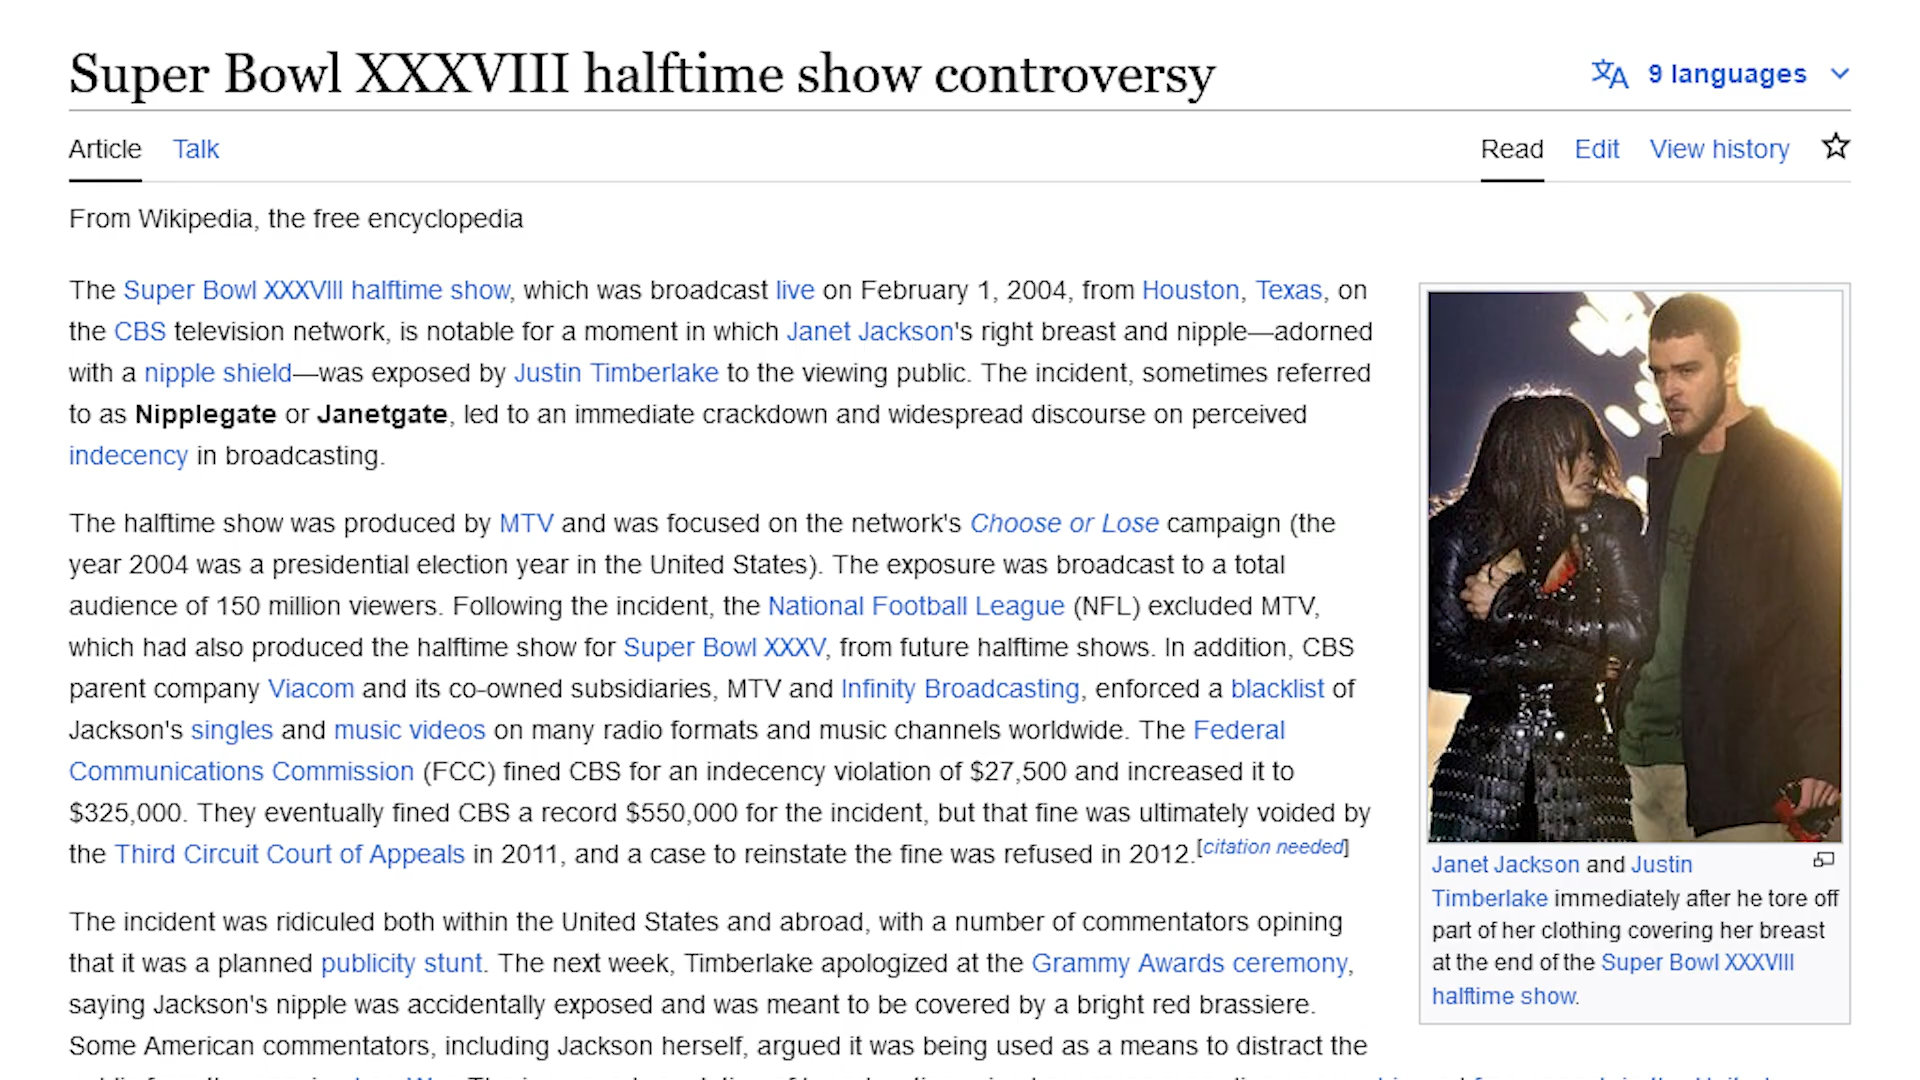 Super Bowl XXXVIII halftime show controversy
9 languages
Article Talk
Read Edit View history
From Wikipedia, the free encyclopedia
The Super Bowl XXXVIII halftime show, which was broadcast live on February 1, 2004, from Houston, Texas, on
the CBS television network, is notable for a moment in which Janet Jackson's right breast and nipple—adorned
with a nipple shield—was exposed by Justin Timberlake to the viewing public. The incident, sometimes referred
to as Nipplegate or Janetgate, led to an immediate crackdown and widespread discourse on perceived
indecency in broadcasting.
The halftime show was produced by MTV and was focused on the network's Choose or Lose campaign (the
year 2004 was a presidential election year in the United States). The exposure was broadcast to a total
audience of 150 million viewers. Following the incident, the National Football League (NFL) excluded MTV,
which had also produced the halftime show for Super Bowl XXXV, from future halftime shows. In addition, CBS
parent company Viacom and its co-owned subsidiaries, MTV and Infinity Broadcasting, enforced a blacklist of
Jackson's singles and music videos on many radio formats and music channels worldwide. The Federal
Communications Commission (FCC) fined CBS for an indecency violation of $27,500 and increased it to
$325,000. They eventually fined CBS a record $550,000 for the incident, but that fine was ultimately voided by
the Third Circuit Court of Appeals in 2011, and a case to reinstate the fine was refused in 2012.[citation needed]
The incident was ridiculed both within the United States and abroad, with a number of commentators opining
that it was a planned publicity stunt. The next week, Timberlake apologized at the Grammy Awards ceremony,
saying Jackson's nipple was accidentally exposed and was meant to be covered by a bright red brassiere.
Some American commentators, including Jackson herself, argued it was being used as a means to distract the
Janet Jackson and Justin
Timberlake immediately after he tore off
part of her clothing covering her breast
at the end of the Super Bowl XXXVIII
halftime show.